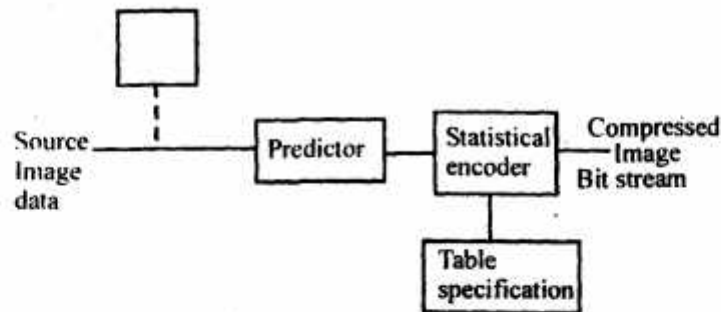 Source
Image
data
Predictor
Statistical
encoder
Compressed
Image
Bit stream
Table
specification